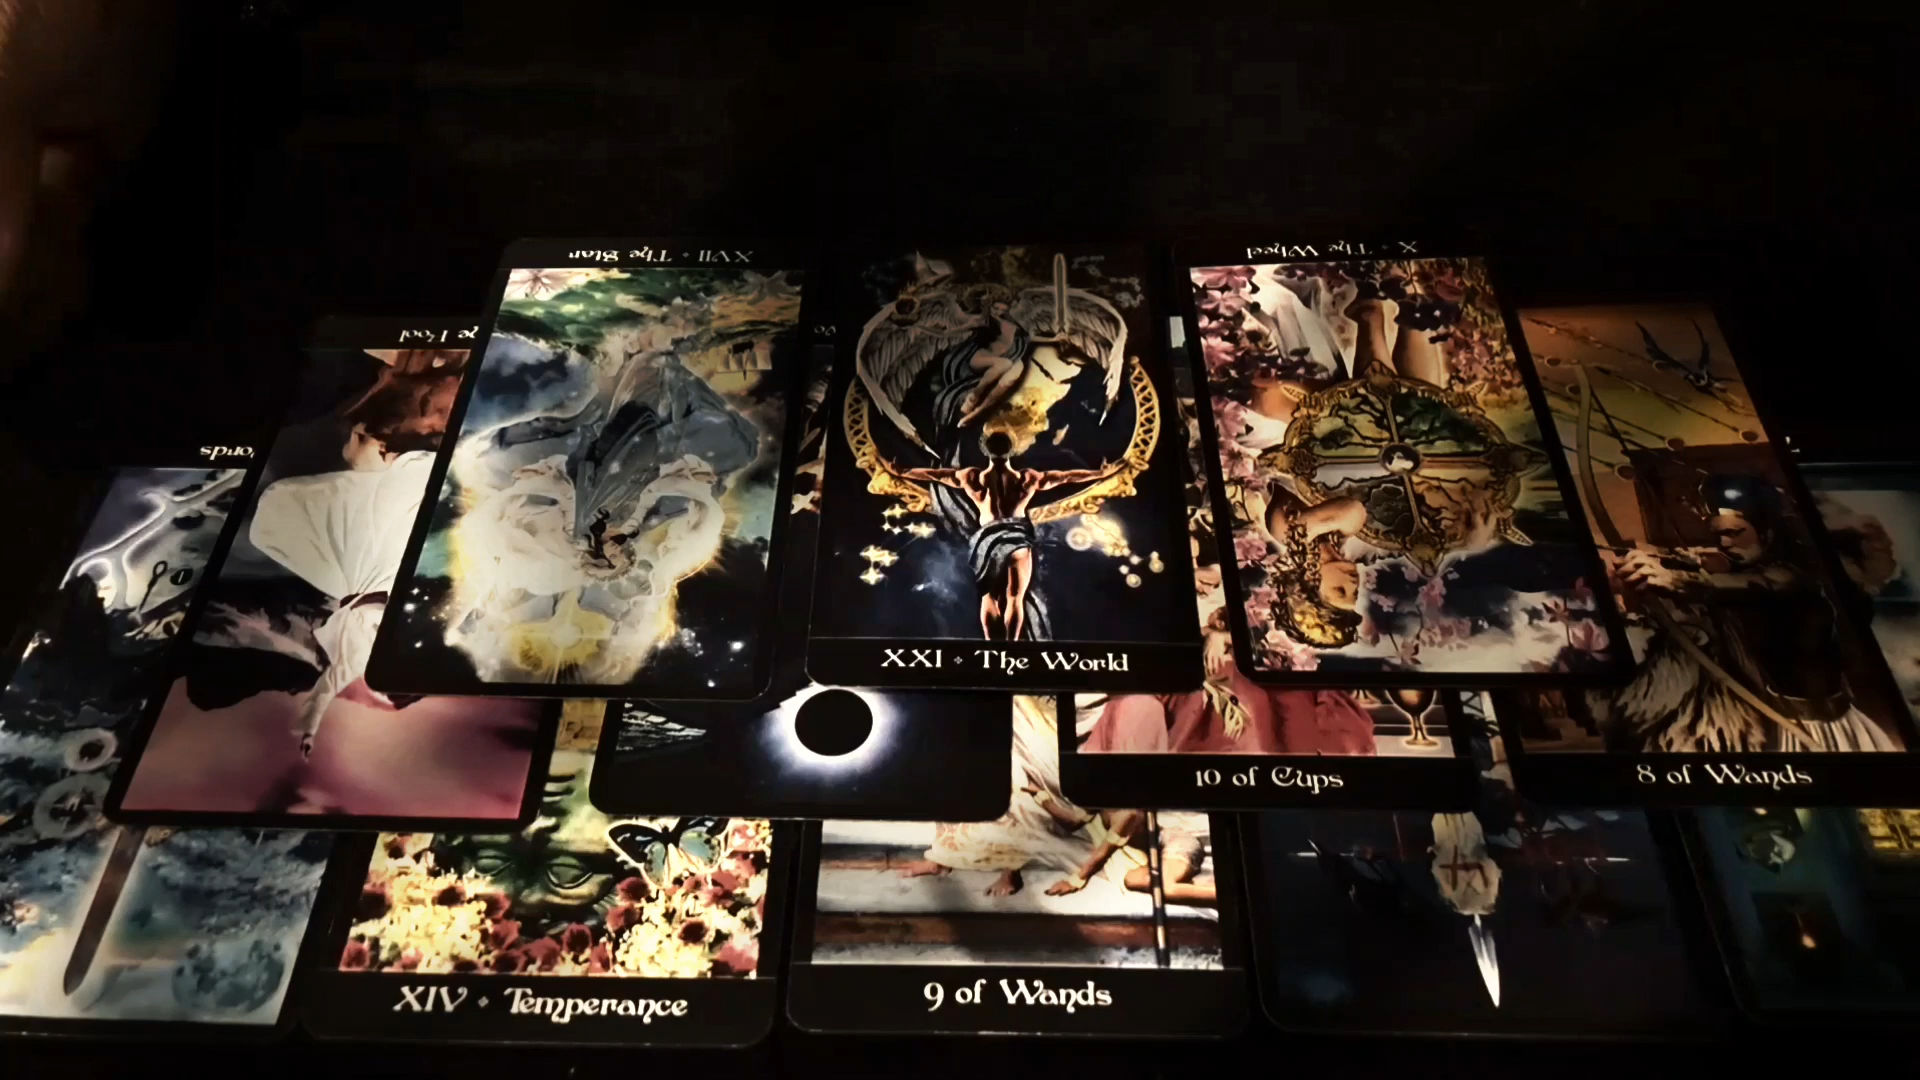 XVII • The Star
X • The Wheel
XXI • The World
10 of Cups
8 of Wands
XIV • Temperance
9 of Wands